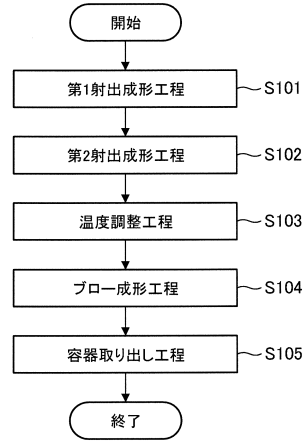 開始
第1射出成形工程 S101
第2射出成形工程 S102
温度調整工程 S103
ブロー成形工程 S104
容器取り出し工程 S105
終了